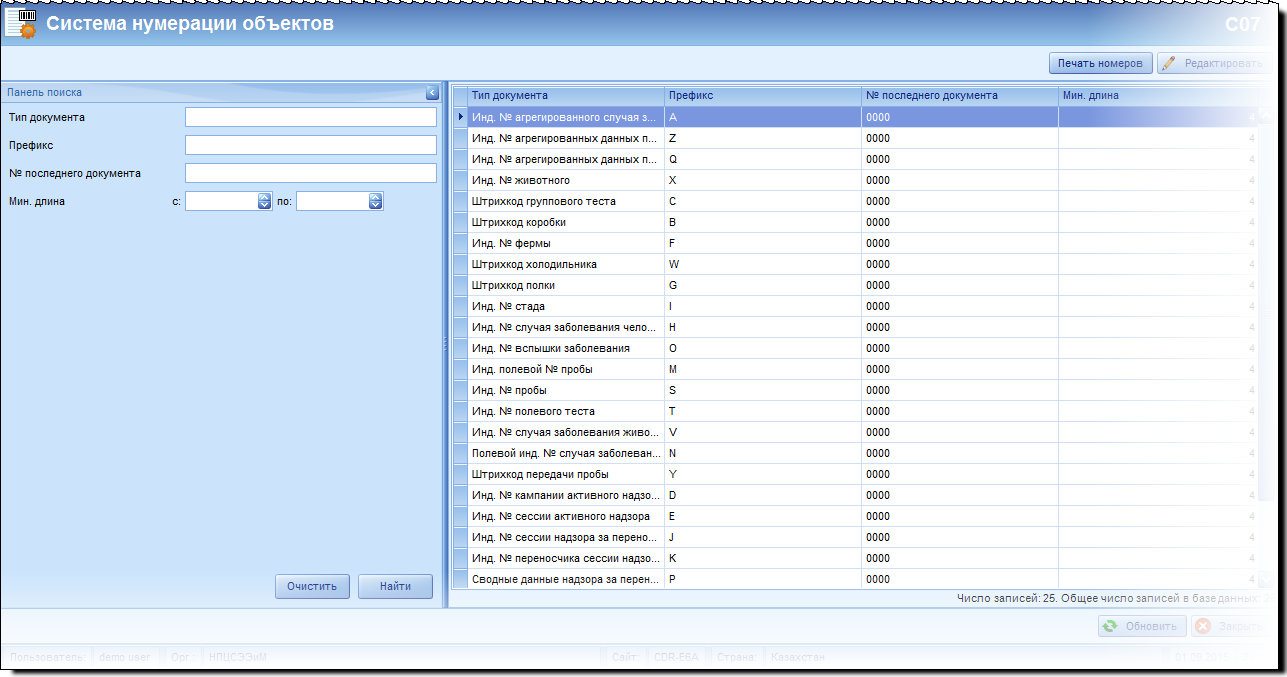 Система нумерации объектов C07
Печать номеров Редактировать
Панель поиска
Тип документа
Префикс
№ последнего документа
Мин. длина с: по:
Очистить Найти
Тип документа Префикс № последнего документа Мин. длина
Инд. № агрегированного случая з... A 0000 4
Инд. № агрегированных данных п... Z 0000 4
Инд. № агрегированных данных п... Q 0000 4
Инд. № животного X 0000 4
Штрихкод группового теста C 0000 4
Штрихкод коробки B 0000 4
Инд. № фермы F 0000 4
Штрихкод холодильника W 0000 4
Штрихкод полки G 0000 4
Инд. № стада I 0000 4
Инд. № случая заболевания чело... H 0000 4
Инд. № вспышки заболевания O 0000 4
Инд. полевой № пробы M 0000 4
Инд. № пробы S 0000 4
Инд. № полевого теста T 0000 4
Инд. № случая заболевания живо... V 0000 4
Полевой инд. № случая заболеван... N 0000 4
Штрихкод передачи пробы Y 0000 4
Инд. № кампании активного надзо... D 0000 4
Инд. № сессии активного надзора E 0000 4
Инд. № сессии надзора за перено... J 0000 4
Инд. № переносчика сессии надзо... K 0000 4
Сводные данные надзора за перен... P 0000 4
Число записей: 25. Общее число записей в базе данных:
Обновить Закрыть
Пользователь: demo user Орг.: НПЦСЭЭиМ Сайт: CDR-E6A Страна: Казахстан